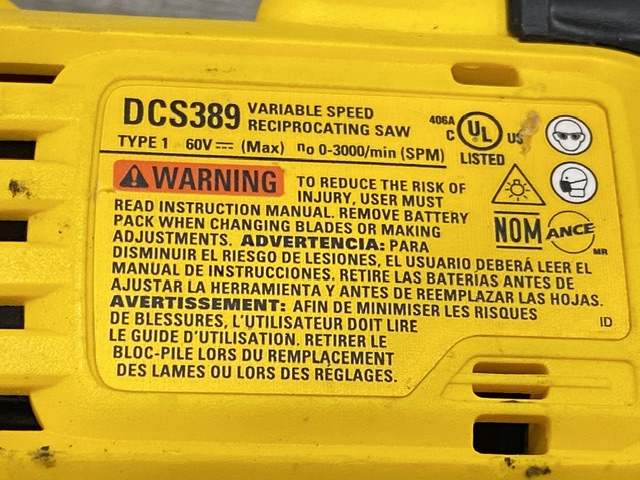 DCS389 VARIABLE SPEED
RECIPROCATING SAW
TYPE 1 60V⎓ (Max) n₀ 0-3000/min (SPM)
406A
C UL US
LISTED
⚠WARNING TO REDUCE THE RISK OF
INJURY, USER MUST
READ INSTRUCTION MANUAL. REMOVE BATTERY
PACK WHEN CHANGING BLADES OR MAKING
ADJUSTMENTS. ADVERTENCIA: PARA
DISMINUIR EL RIESGO DE LESIONES, EL USUARIO DEBERÁ LEER EL
MANUAL DE INSTRUCCIONES, RETIRE LAS BATERÍAS ANTES DE
AJUSTAR LA HERRAMIENTA Y ANTES DE REEMPLAZAR LAS HOJAS.
AVERTISSEMENT: AFIN DE MINIMISER LES RISQUES
DE BLESSURES, L'UTILISATEUR DOIT LIRE
LE GUIDE D'UTILISATION. RETIRER LE
BLOC-PILE LORS DU REMPLACEMENT
DES LAMES OU LORS DES RÉGLAGES.
NOM ANCE
MR
ID